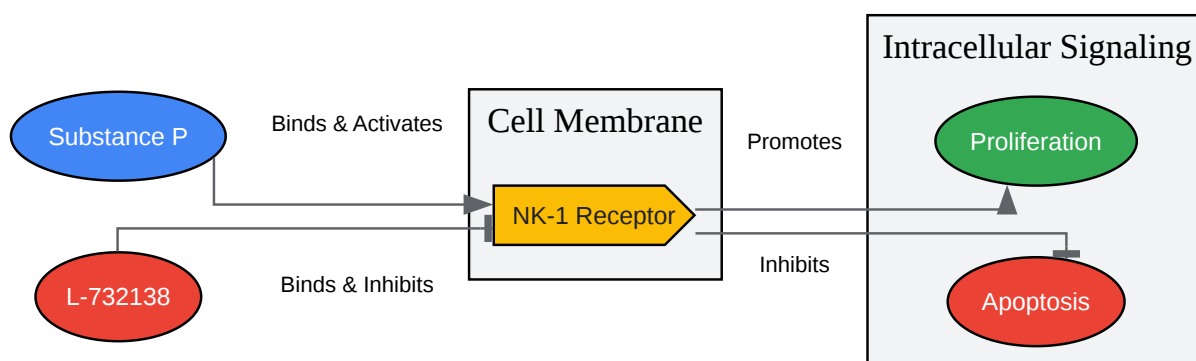 Intracellular Signaling
Substance P
Binds & Activates
Cell Membrane
Promotes
Proliferation
NK-1 Receptor
L-732138
Binds & Inhibits
Inhibits
Apoptosis